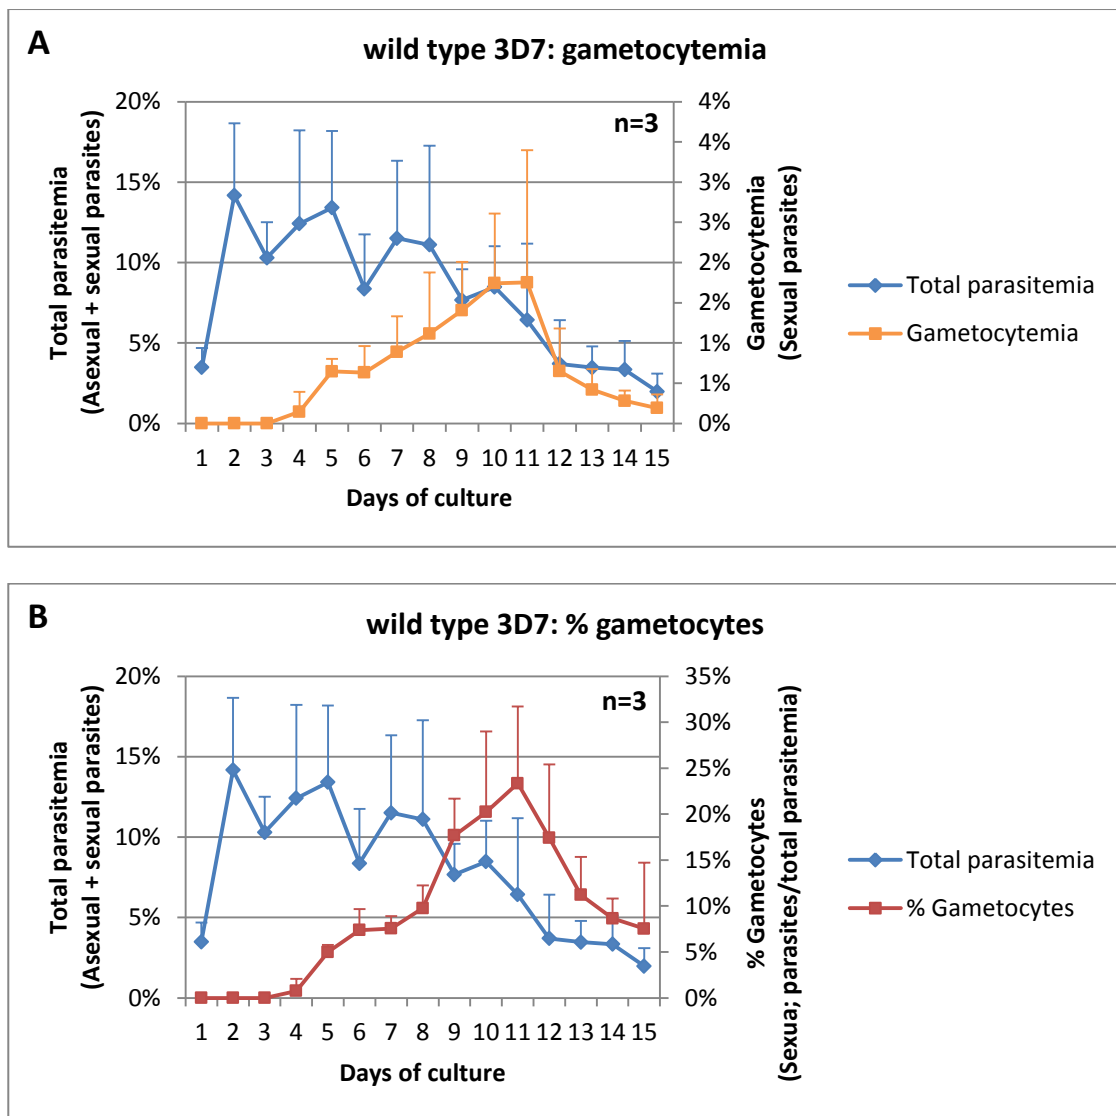 A
wild type 3D7: gametocytemia
n=3
Total parasitemia
(Asexual + sexual parasites)
20%
15%
10%
5%
0%
4%
4%
3%
3%
2%
2%
1%
1%
0%
Gametocytemia
(Sexual parasites)
1 2 3 4 5 6 7 8 9 10 11 12 13 14 15
Days of culture
Total parasitemia
Gametocytemia
B
wild type 3D7: % gametocytes
n=3
Total parasitemia
(Asexual + sexual parasites)
20%
15%
10%
5%
0%
35%
30%
25%
20%
15%
10%
5%
0%
% Gametocytes
(Sexua; parasites/total parasitemia)
1 2 3 4 5 6 7 8 9 10 11 12 13 14 15
Days of culture
Total parasitemia
% Gametocytes